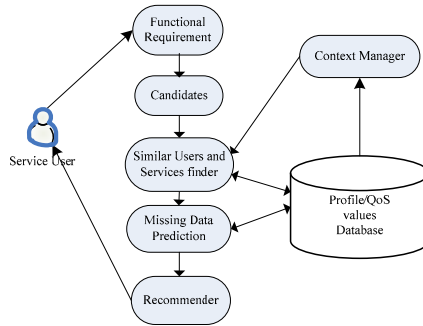 Functional
Requirement
Context Manager
Candidates
Service User
Similar Users and
Services finder
Profile/QoS
values
Database
Missing Data
Prediction
Recommender